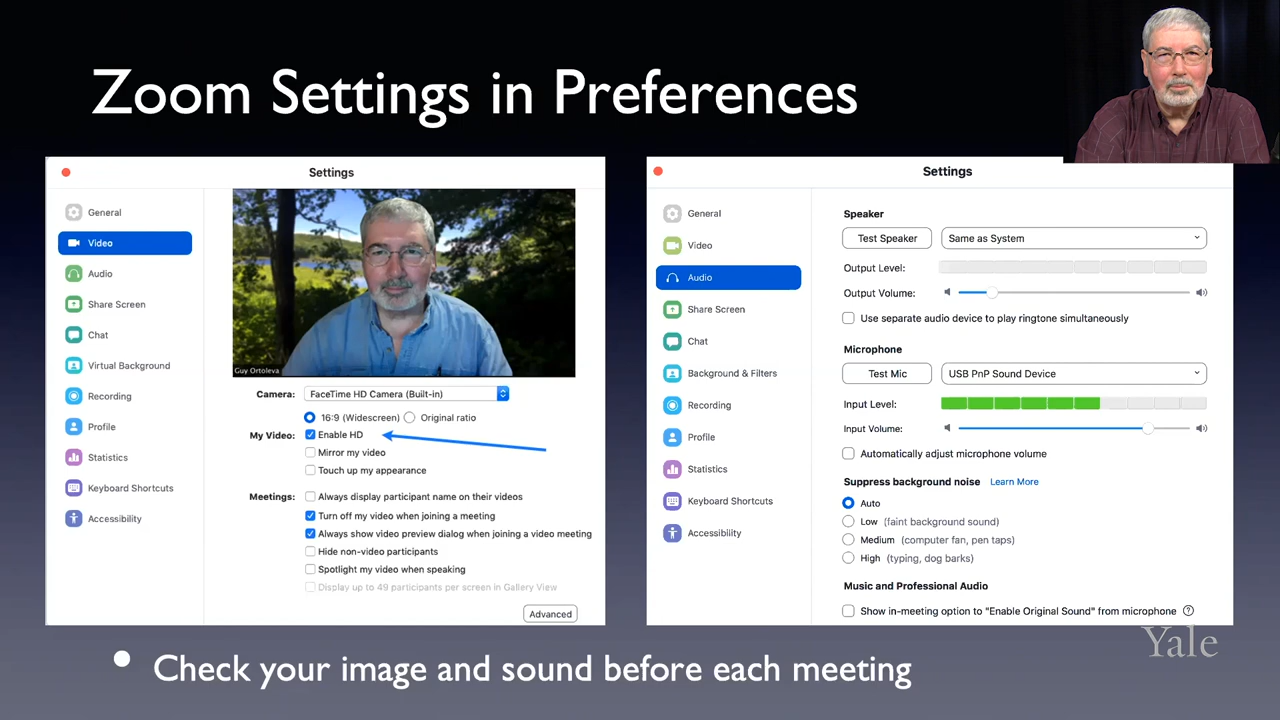 Zoom Settings in Preferences
Settings
General
Video
Audio
Share Screen
Chat
Virtual Background
Recording
Profile
Statistics
Keyboard Shortcuts
Accessibility
Guy Ortoleva
Camera: FaceTime HD Camera (Built-in)
16:9 (Widescreen) Original ratio
My Video: Enable HD
Mirror my video
Touch up my appearance
Meetings: Always display participant name on their videos
Turn off my video when joining a meeting
Always show video preview dialog when joining a video meeting
Hide non-video participants
Spotlight my video when speaking
Display up to 49 participants per screen in Gallery View
Advanced
Settings
General
Video
Audio
Share Screen
Chat
Background & Filters
Recording
Profile
Statistics
Keyboard Shortcuts
Accessibility
Speaker
Test Speaker Same as System
Output Level:
Output Volume:
Use separate audio device to play ringtone simultaneously
Microphone
Test Mic USB PnP Sound Device
Input Level:
Input Volume:
Automatically adjust microphone volume
Suppress background noise Learn More
Auto
Low (faint background sound)
Medium (computer fan, pen taps)
High (typing, dog barks)
Music and Professional Audio
Show in-meeting option to "Enable Original Sound" from microphone ?
Yale
• Check your image and sound before each meeting